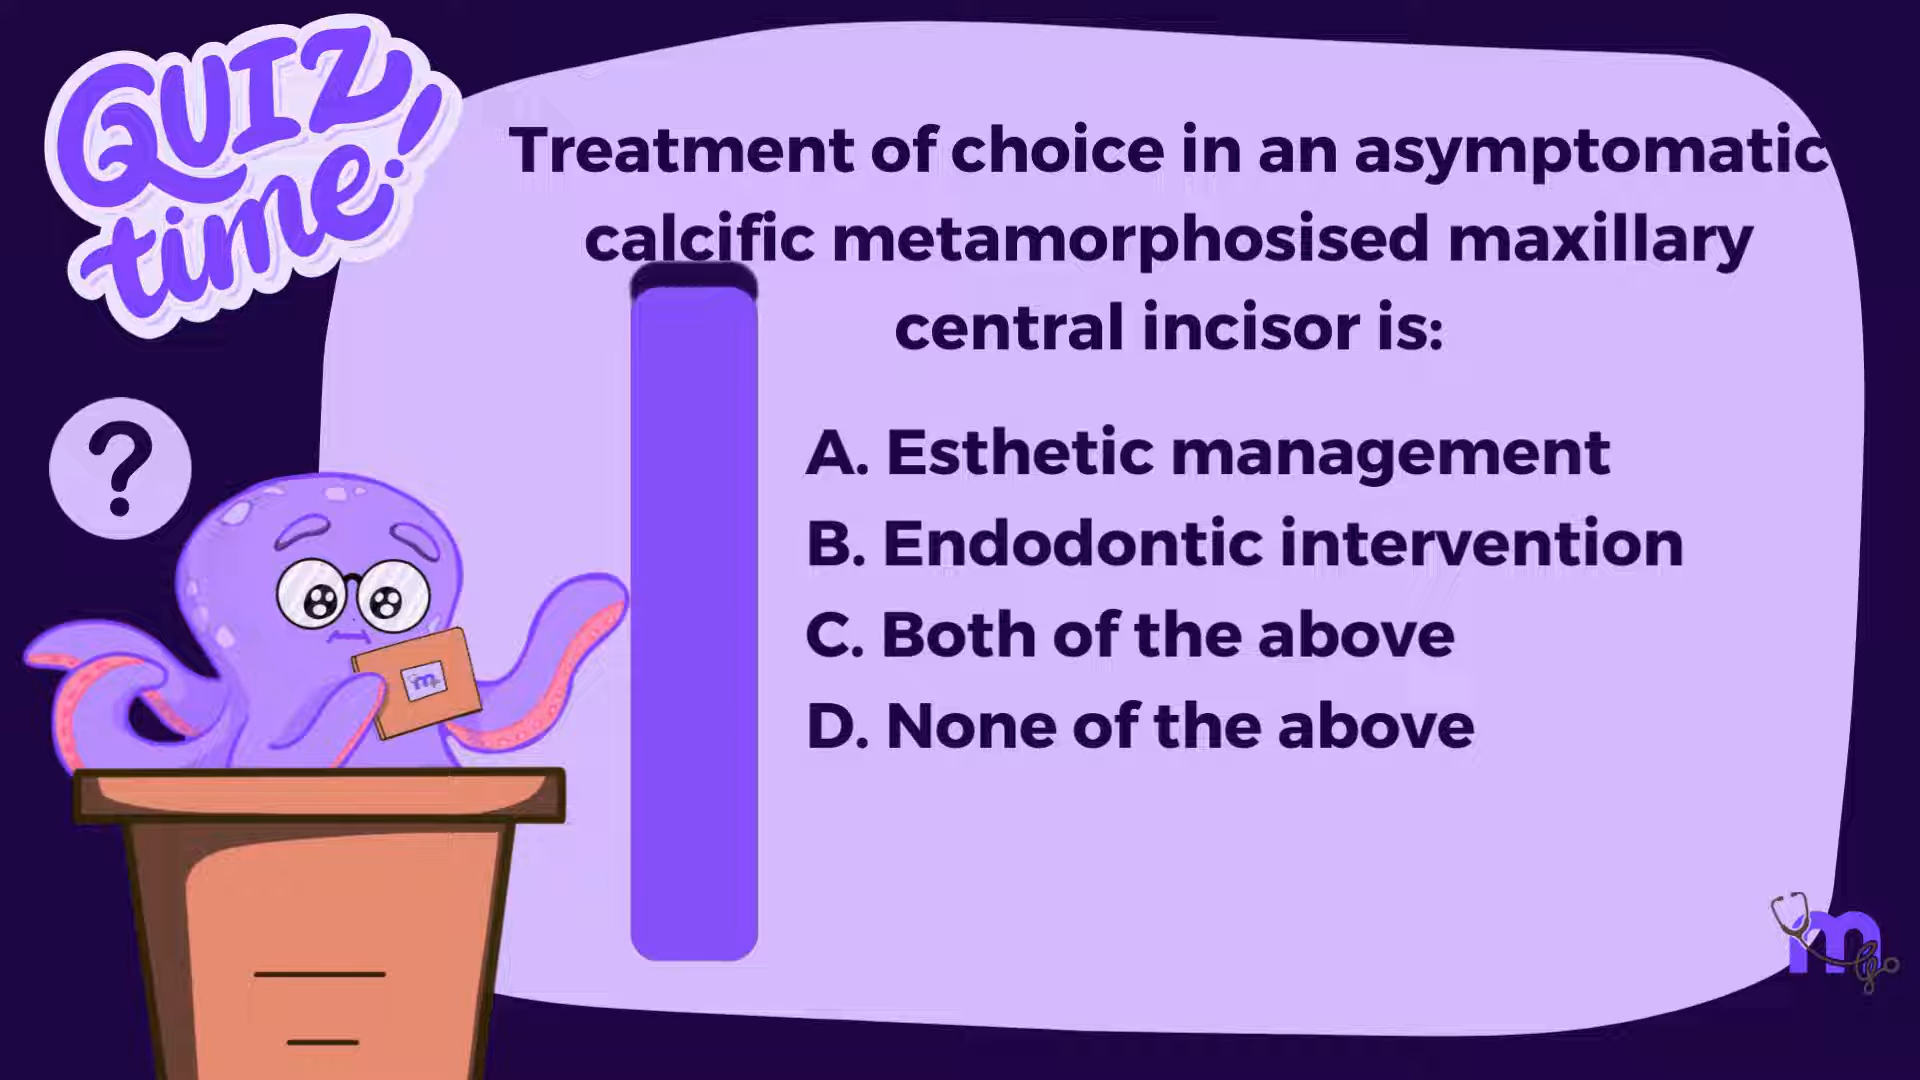 QUIZ
time!
Treatment of choice in an asymptomatic
calcific metamorphosised maxillary
central incisor is:
?
A. Esthetic management
B. Endodontic intervention
C. Both of the above
D. None of the above
m
m